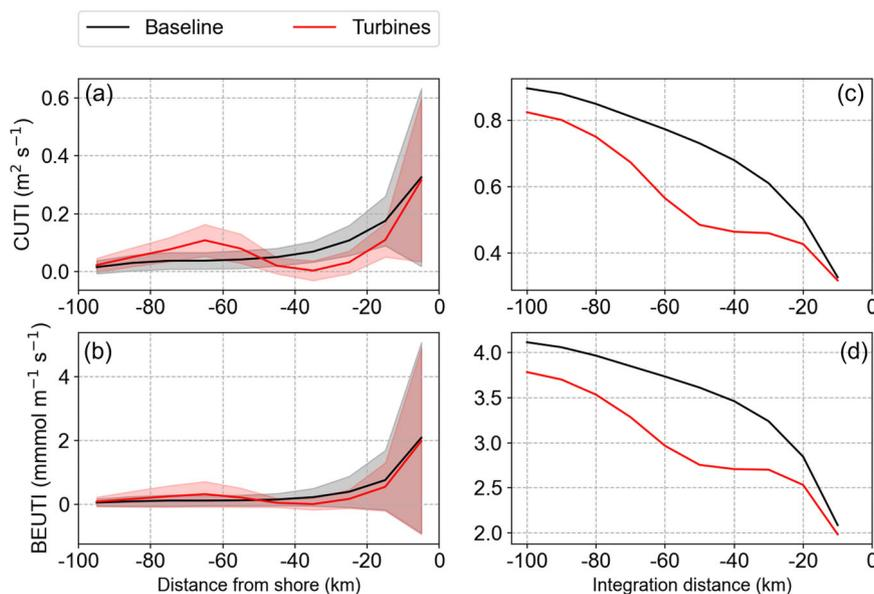 Baseline Turbines
(a)
CUTI (m² s⁻¹)
0.6
0.4
0.2
0.0
-100 -80 -60 -40 -20 0
(c)
0.8
0.6
0.4
-100 -80 -60 -40 -20 0
(b)
BEUTI (mmmol m⁻¹ s⁻¹)
4
2
0
-100 -80 -60 -40 -20 0
Distance from shore (km)
(d)
4.0
3.5
3.0
2.5
2.0
-100 -80 -60 -40 -20 0
Integration distance (km)